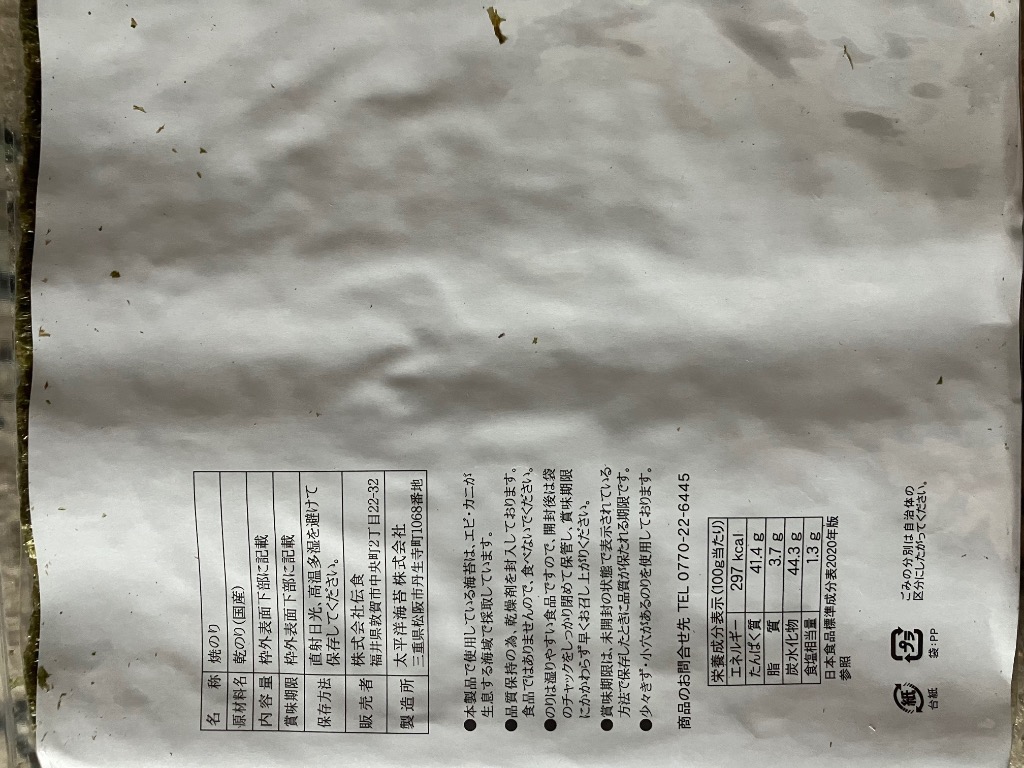 名称 焼のり
原材料名 乾のり(国産)
内容量 枠外表面下部に記載
賞味期限 枠外表面下部に記載
保存方法 直射日光、高温多湿を避けて
保存してください。
販売者 株式会社伝食
福井県敦賀市中央町2丁目22-32
製造所 太平洋海苔株式会社
三重県松阪市丹生寺町1068番地
●本製品で使用している海苔は、エビ・カニが
生息する海域で採取しています。
●品質保持の為、乾燥剤を封入しております。
食品ではありませんので、食べないでください。
●のりは湿りやすい食品ですので、開封後は袋
のチャックをしっかり閉めて保管し、賞味期限
にかかわらず早くお召し上がりください。
●賞味期限は、未開封の状態で表示されている
方法で保存したときに品質が保たれる期限です。
●少々きず・小穴があるのりを使用しております。
商品のお問合せ先 TEL 0770-22-6445
栄養成分表示(100g当たり)
エネルギー 297 kcal
たんぱく質 41.4 g
脂質 3.7 g
炭水化物 44.3 g
食塩相当量 1.3 g
日本食品標準成分表2020年版
参照
紙
台紙
プラ
袋:PP
ごみの分別は自治体の
区分にしたがってください。